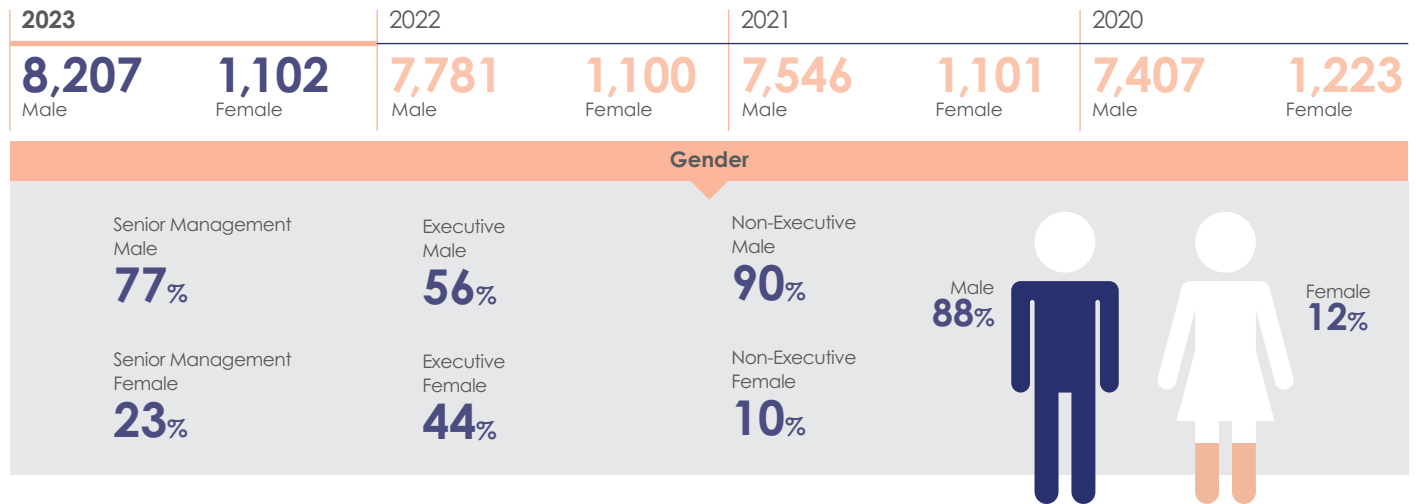 2023
8,207
Male
1,102
Female
2022
7,781
Male
1,100
Female
2021
7,546
Male
1,101
Female
2020
7,407
Male
1,223
Female
Gender
Senior Management
Male
77%
Senior Management
Female
23%
Executive
Male
56%
Executive
Female
44%
Non-Executive
Male
90%
Non-Executive
Female
10%
Male
88%
Female
12%